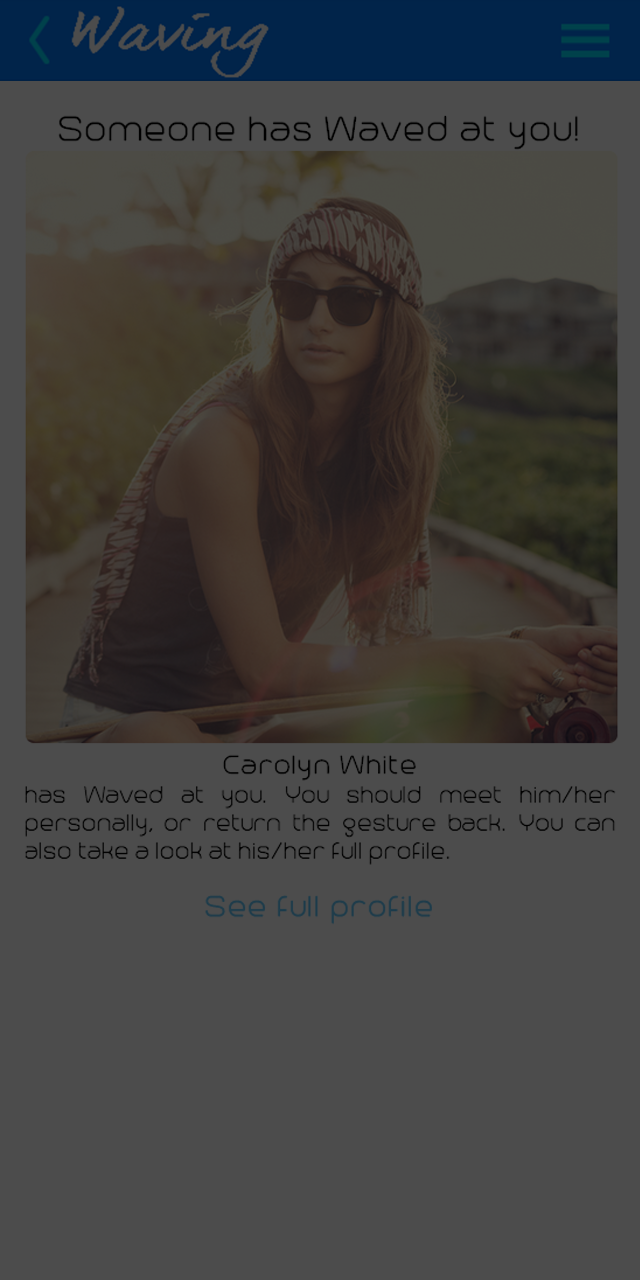 Waving
Someone has Waved at you!
Carolyn White
has Waved at you. You should meet him/her
personally, or return the gesture back. You can
also take a look at his/her full profile.
See full profile